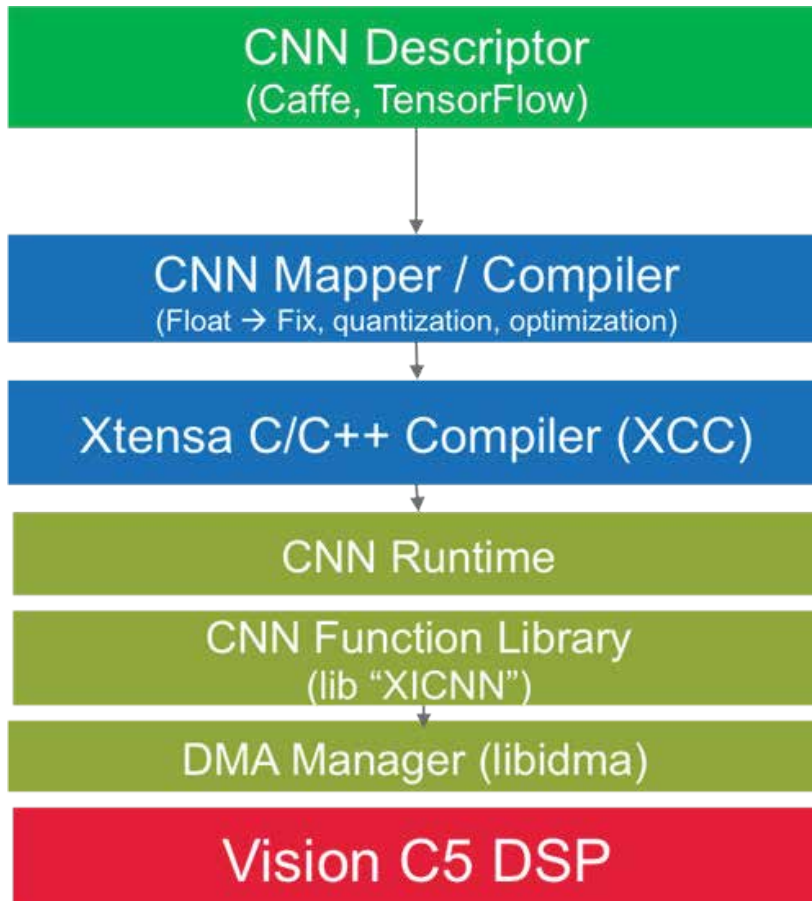 CNN Descriptor
(Caffe, TensorFlow)
CNN Mapper / Compiler
(Float → Fix, quantization, optimization)
Xtensa C/C++ Compiler (XCC)
CNN Runtime
CNN Function Library
(lib “XICNN”)
DMA Manager (libidma)
Vision C5 DSP